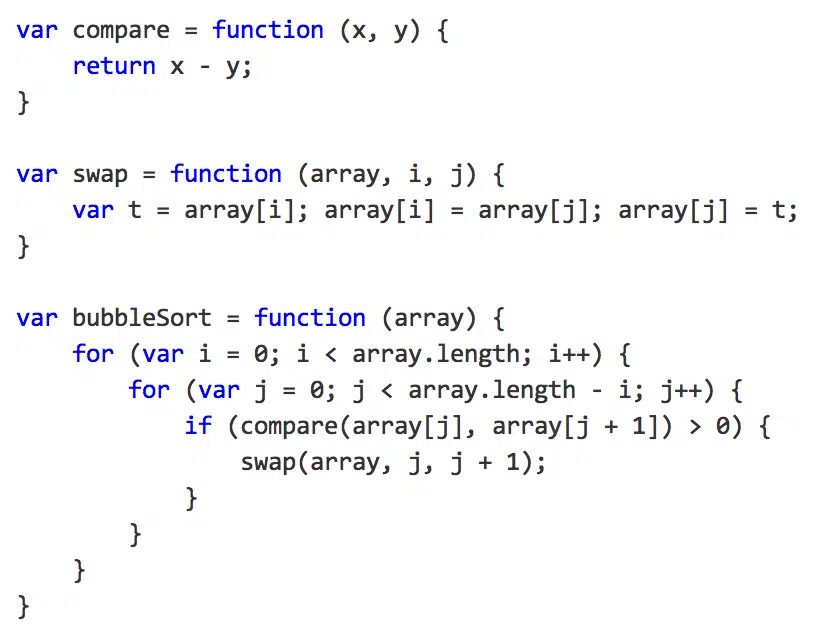 var compare = function (x, y) {
    return x - y;
}

var swap = function (array, i, j) {
    var t = array[i]; array[i] = array[j]; array[j] = t;
}

var bubbleSort = function (array) {
    for (var i = 0; i < array.length; i++) {
        for (var j = 0; j < array.length - i; j++) {
            if (compare(array[j], array[j + 1]) > 0) {
                swap(array, j, j + 1);
            }
        }
    }
}